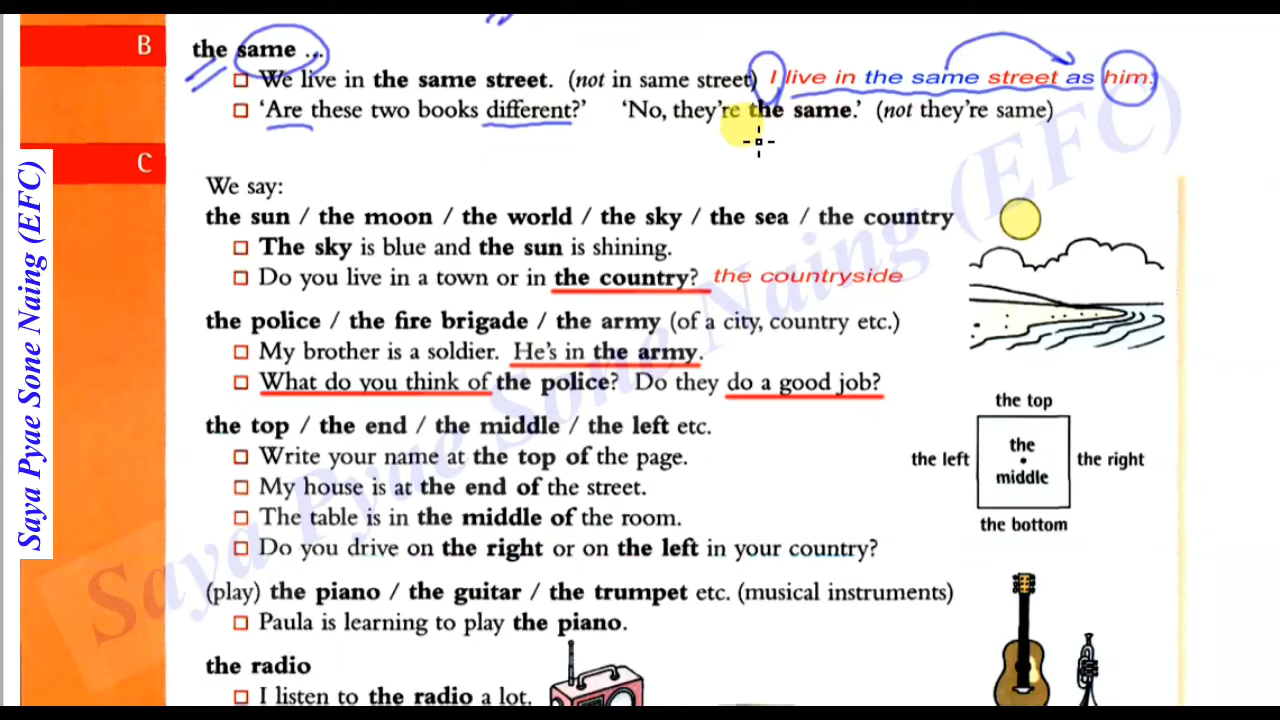 B
the same ...
We live in the same street. (not in same street) I live in the same street as him.
'Are these two books different?' 'No, they're the same.' (not they're same)
C
We say:
the sun / the moon / the world / the sky / the sea / the country
The sky is blue and the sun is shining.
Do you live in a town or in the country? the countryside
the police / the fire brigade / the army (of a city, country etc.)
My brother is a soldier. He's in the army.
What do you think of the police? Do they do a good job?
the top / the end / the middle / the left etc.
Write your name at the top of the page.
My house is at the end of the street.
The table is in the middle of the room.
Do you drive on the right or on the left in your country?
the top
the left
the
middle
the right
the bottom
(play) the piano / the guitar / the trumpet etc. (musical instruments)
Paula is learning to play the piano.
the radio
I listen to the radio a lot.
Saya Pyae Sone Naing (EFC)
Saya Pyae Sone Naing (EFC)